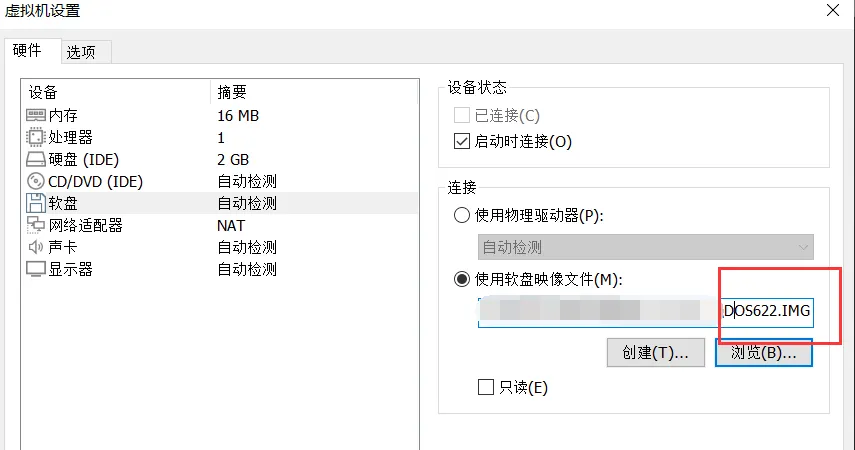 虚拟机设置
硬件 选项
设备 摘要
内存 16 MB
处理器 1
硬盘 (IDE) 2 GB
CD/DVD (IDE) 自动检测
软盘 自动检测
网络适配器 NAT
声卡 自动检测
显示器 自动检测
设备状态
已连接(C)
启动时连接(O)
连接
使用物理驱动器(P):
自动检测
使用软盘映像文件(M):
DOS622.IMG
创建(T)... 浏览(B)...
只读(E)